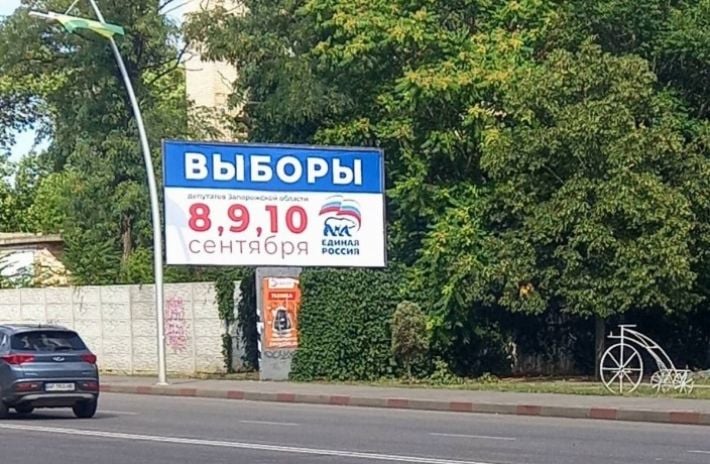 ВЫБОРЫ
депутатов Запорожской области
8,9,10
сентября
ЕДИНАЯ
РОССИЯ